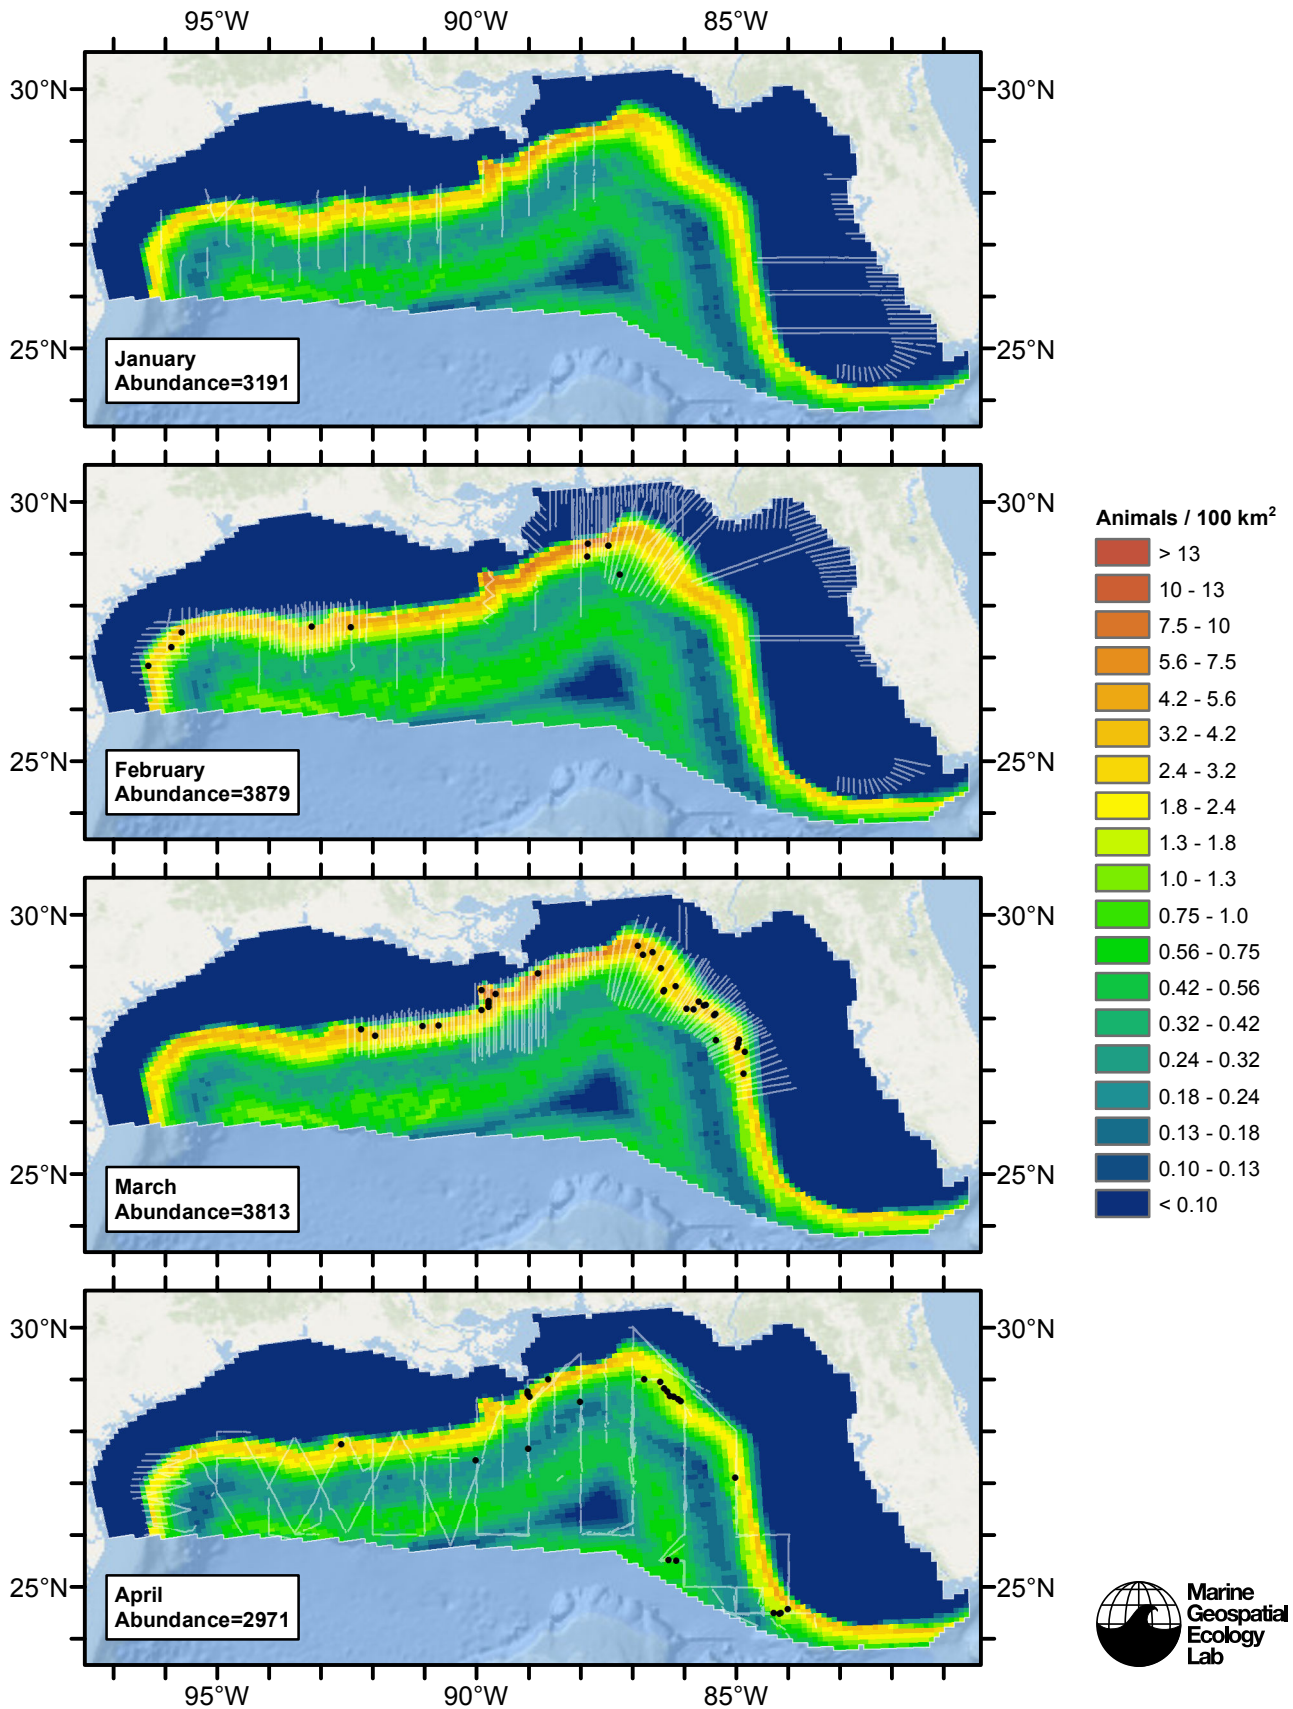 95°W 90°W 85°W
30°N 30°N
25°N 25°N
January
Abundance=3191
30°N 30°N
25°N 25°N
February
Abundance=3879
Animals / 100 km²
> 13
10 - 13
7.5 - 10
5.6 - 7.5
4.2 - 5.6
3.2 - 4.2
2.4 - 3.2
1.8 - 2.4
1.3 - 1.8
1.0 - 1.3
0.75 - 1.0
0.56 - 0.75
0.42 - 0.56
0.32 - 0.42
0.24 - 0.32
0.18 - 0.24
0.13 - 0.18
0.10 - 0.13
< 0.10
30°N 30°N
25°N 25°N
March
Abundance=3813
30°N 30°N
25°N 25°N
April
Abundance=2971
95°W 90°W 85°W
Marine
Geospatial
Ecology
Lab